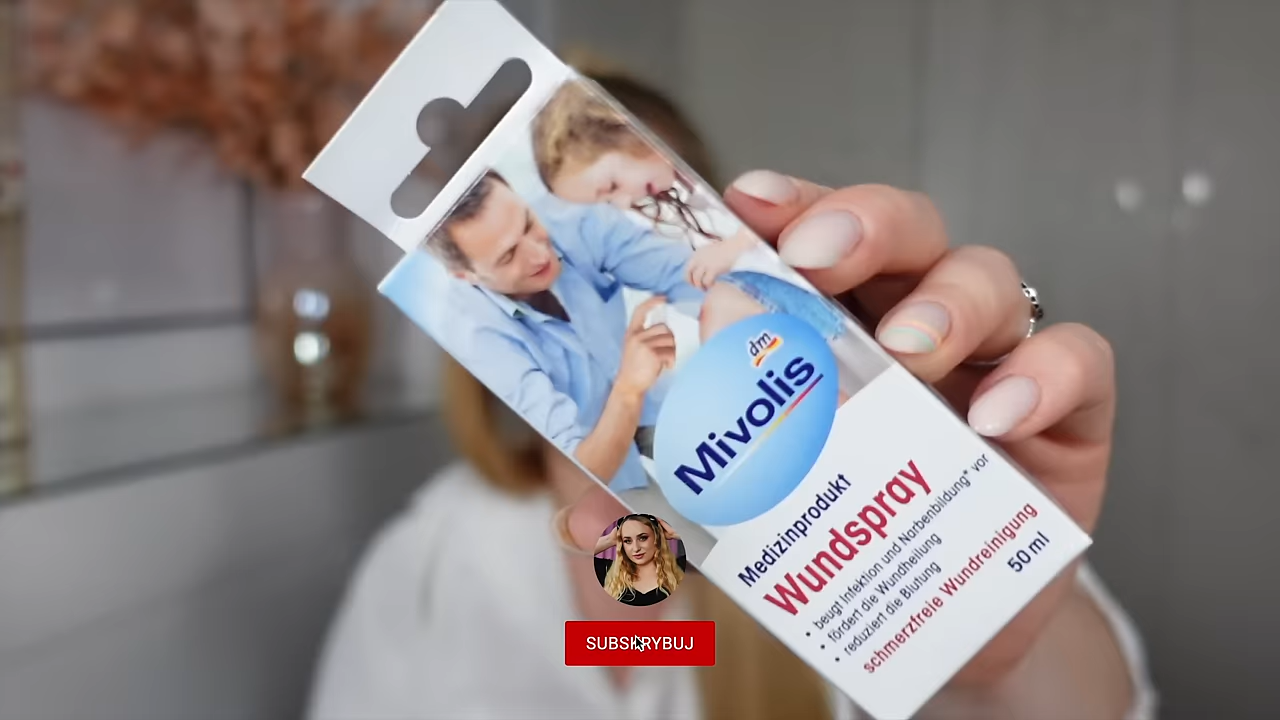 dm
Mivolis
Medizinprodukt
Wundspray
• beugt Infektion und Narbenbildung* vor
• fördert die Wundheilung
• reduziert die Blutung
schmerzfreie Wundreinigung
50 ml
SUBSKRYBUJ